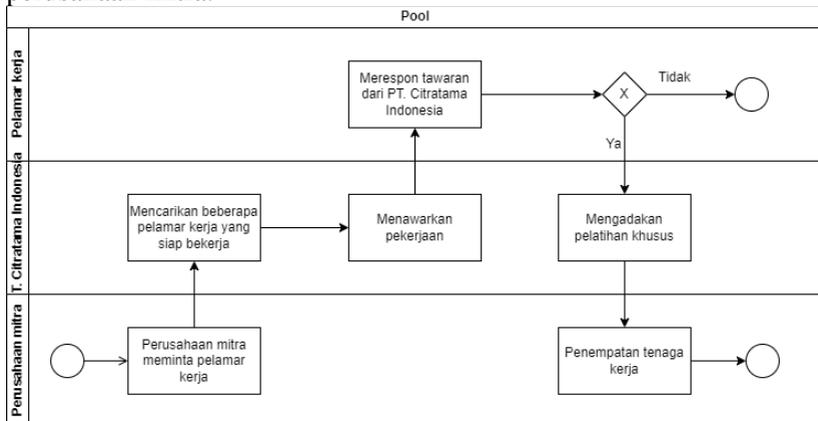 Pool
Pelamar kerja
Merespon tawaran
dari PT. Citratama
Indonesia
X
Tidak
Ya
T. Citratama Indonesia
Mencarikan beberapa
pelamar kerja yang
siap bekerja
Menawarkan
pekerjaan
Mengadakan
pelatihan khusus
Perusahaan mitra
Perusahaan mitra
meminta pelamar
kerja
Penempatan tenaga
kerja